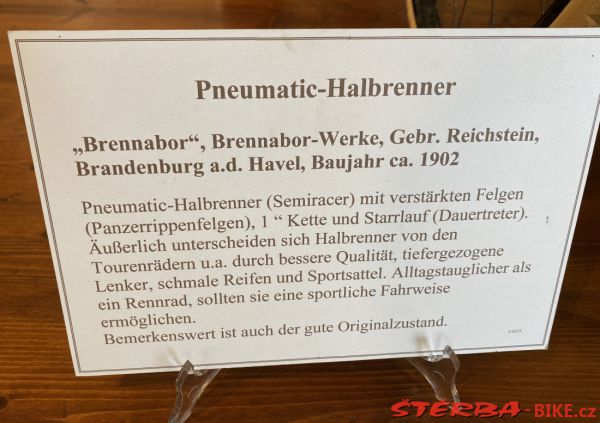 Pneumatic-Halbrenner
„Brennabor“, Brennabor-Werke, Gebr. Reichstein,
Brandenburg a.d. Havel, Baujahr ca. 1902
Pneumatic-Halbrenner (Semiracer) mit verstärkten Felgen
(Panzerrippenfelgen), 1 “ Kette und Starrlauf (Dauertreter).
Äußerlich unterscheiden sich Halbrenner von den
Tourenrädern u.a. durch bessere Qualität, tiefergezogene
Lenker, schmale Reifen und Sportsattel. Alltagstauglicher als
ein Rennrad, sollten sie eine sportliche Fahrweise
ermöglichen.
Bemerkenswert ist auch der gute Originalzustand.
ŠTĚRBA-BIKE.cz